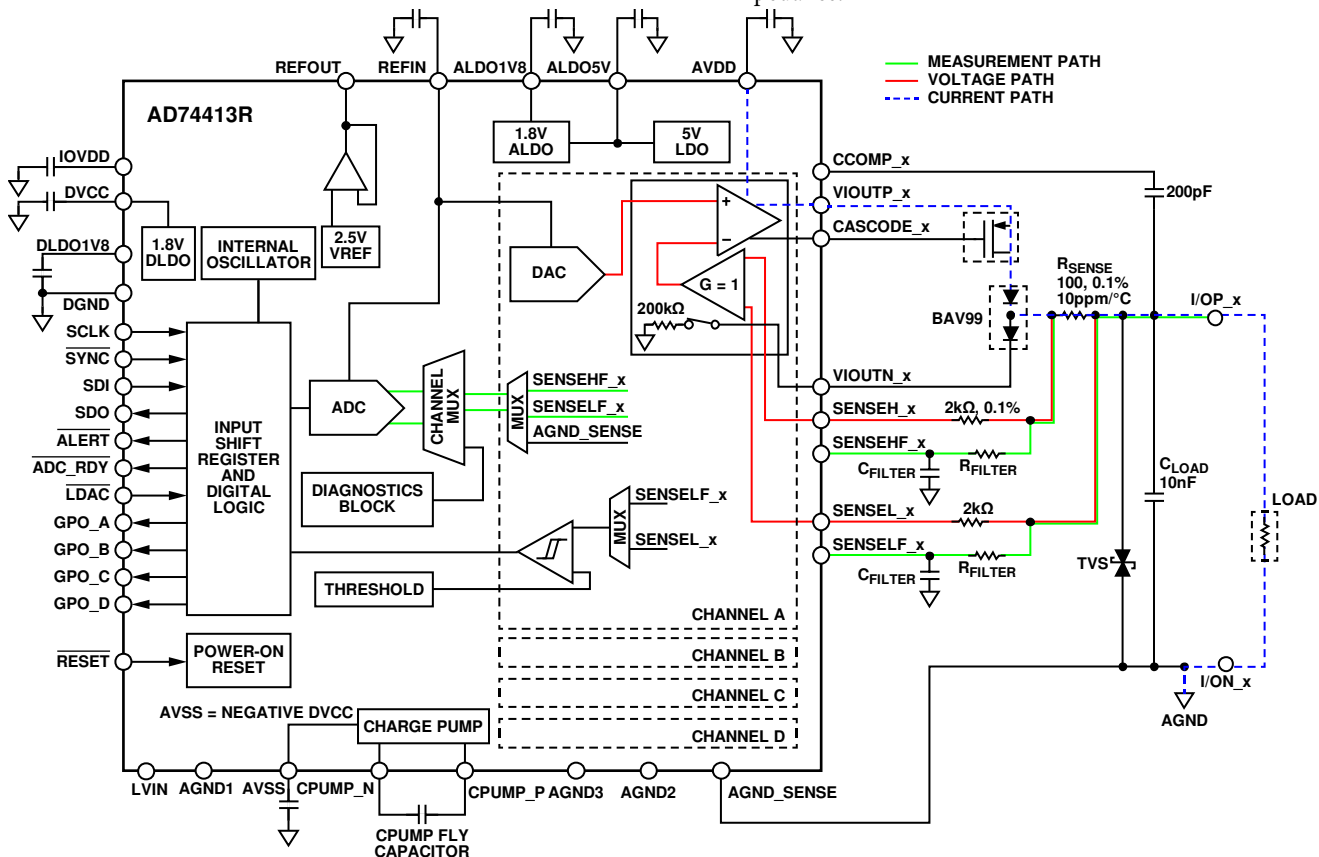 REFOUT
REFIN
ALDO1V8
ALDO5V
AVDD
MEASUREMENT PATH
VOLTAGE PATH
CURRENT PATH
AD74413R
IOVDD
DVCC
DLDO1V8
DGND
SCLK
SYNC
SDI
SDO
ALERT
ADC_RDY
LDAC
GPO_A
GPO_B
GPO_C
GPO_D
RESET
1.8V
DLDO
INTERNAL
OSCILLATOR
2.5V
VREF
1.8V
ALDO
5V
LDO
INPUT
SHIFT
REGISTER
AND
DIGITAL
LOGIC
POWER-ON
RESET
ADC
CHANNEL
MUX
MUX
SENSEHF_x
SENSELF_x
AGND_SENSE
DIAGNOSTICS
BLOCK
THRESHOLD
MUX
SENSELF_x
SENSEL_x
DAC
+
–
G = 1
200kΩ
CHANNEL A
CHANNEL B
CHANNEL C
CHANNEL D
CCOMP_x
VIOUTP_x
CASCODE_x
VIOUTN_x
SENSEH_x
SENSEHF_x
SENSEL_x
SENSELF_x
200pF
RSENSE
100, 0.1%
10ppm/°C
I/OP_x
BAV99
2kΩ, 0.1%
CFILTER
RFILTER
2kΩ
CFILTER
RFILTER
CLOAD
10nF
TVS
LOAD
I/ON_x
AGND
AVSS = NEGATIVE DVCC
CHARGE PUMP
LVIN
AGND1
AVSS
CPUMP_N
CPUMP_P
AGND3
AGND2
AGND_SENSE
CPUMP FLY
CAPACITOR